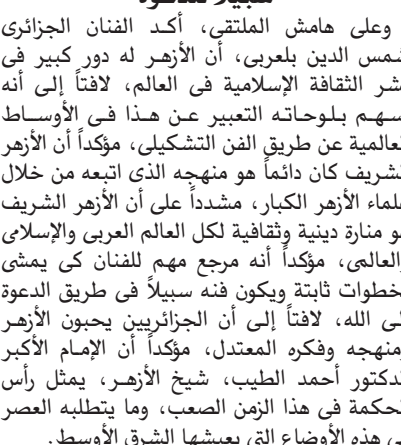 وعلى هامش الملتقى، أكد الفنان الجزائرى
شمس الدين بلعربى، أن الأزهر له دور كبير فى
نشر الثقافة الإسلامية فى العالم، لافتاً إلى أنه
يسهم بلوحاته التعبير عن هذا فى الأوساط
العالمية عن طريق الفن التشكيلى، مؤكداً أن الأزهر
الشريف كان دائماً هو منهجه الذى اتبعه من خلال
علماء الأزهر الكبار، مشدداً على أن الأزهر الشريف
هو منارة دينية وثقافية لكل العالم العربى والإسلامى
والعالمى، مؤكداً أنه مرجع مهم للفنان كى يمشى
بخطوات ثابتة ويكون فنه سبيلاً فى طريق الدعوة
إلى الله، لافتاً إلى أن الجزائريين يحبون الأزهر
ومنهجه وفكره المعتدل، مؤكداً أن الإمام الأكبر
الدكتور أحمد الطيب، شيخ الأزهر، يمثل رأس
الحكمة فى هذا الزمن الصعب، وما يتطلبه العصر
فى هذه الأوضاع التى يعيشها الشرق الأوسط.